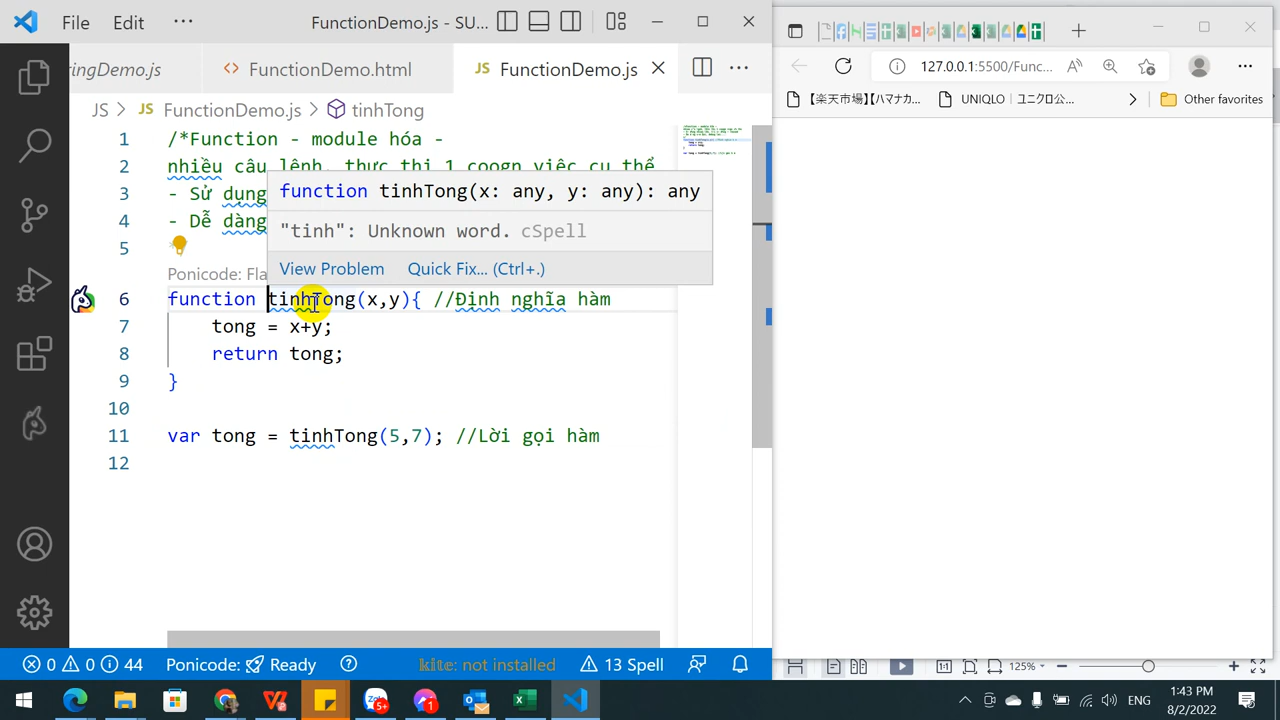 File Edit ··· FunctionDemo.js - SU...
ringDemo.js <> FunctionDemo.html JS FunctionDemo.js
JS > JS FunctionDemo.js > tinhTong
1 /*Function - module hóa -
2 nhiều câu lệnh, thực thi 1 coogn việc cụ thể
3 - Sử dụng
4 - Dễ dàng
5
function tinhTong(x: any, y: any): any
"tinh": Unknown word. cSpell
View Problem Quick Fix... (Ctrl+.)
Ponicode: Fla
6 function tinhTong(x,y){ //Định nghĩa hàm
7 tong = x+y;
8 return tong;
9 }
10
11 var tong = tinhTong(5,7); //Lời gọi hàm
12
0 0 44 Ponicode: Ready kite: not installed 13 Spell
127.0.0.1:5500/Func...
【楽天市場】【ハマナカ... UNIQLO | ユニクロ公... Other favorites
1:1 125%
5+ 1 ENG 1:43 PM
8/2/2022